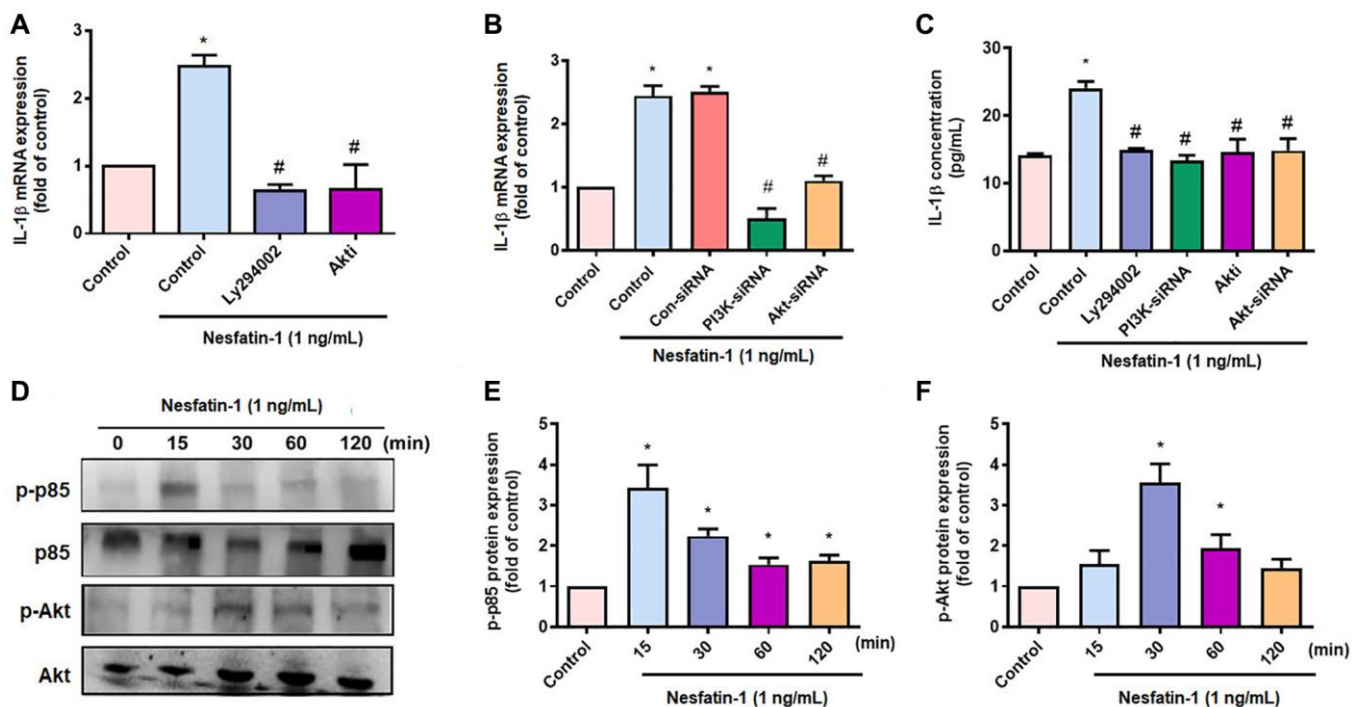 A
IL-1β mRNA expression
(fold of control)
3
2
1
0
*
#
#
Control
Control
Ly294002
Akti
Nesfatin-1 (1 ng/mL)
B
IL-1β mRNA expression
(fold of control)
3
2
1
0
*
*
#
#
Control
Control
Con-siRNA
PI3K-siRNA
Akt-siRNA
Nesfatin-1 (1 ng/mL)
C
IL-1β concentration
(pg/mL)
30
20
10
0
*
#
#
#
#
Control
Control
Ly294002
PI3K-siRNA
Akti
Akt-siRNA
Nesfatin-1 (1 ng/mL)
D
Nesfatin-1 (1 ng/mL)
0 15 30 60 120 (min)
p-p85
p85
p-Akt
Akt
E
p-p85 protein expression
(fold of control)
5
4
3
2
1
0
*
*
*
*
Control
15
30
60
120
(min)
Nesfatin-1 (1 ng/mL)
F
p-Akt protein expression
(fold of control)
5
4
3
2
1
0
*
*
Control
15
30
60
120
(min)
Nesfatin-1 (1 ng/mL)